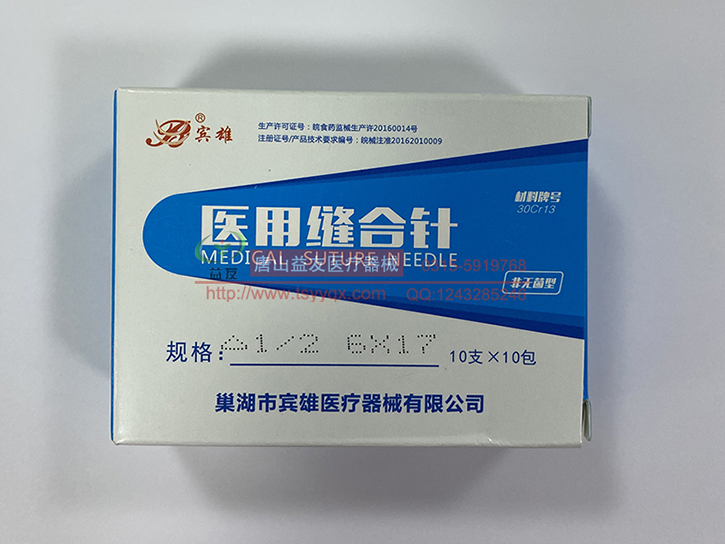 宾雄®
生产许可证号：皖食药监械生产许20160014号
注册证号/产品技术要求编号：皖械注准20162010009
材料牌号
30Cr13
医用缝合针
MEDICAL SUTURE NEEDLE
益友
唐山益友医疗器械
0315-5919768
非无菌型
http://www.tsyyqx.com
QQ:1243285248
规格：△1/2 6X17
10支×10包
巢湖市宾雄医疗器械有限公司